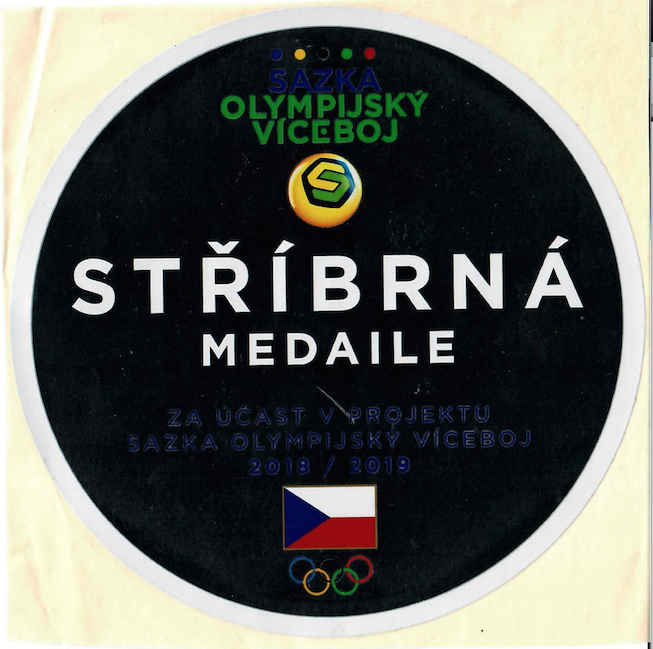 SAZKA
OLYMPIJSKÝ
VÍCEBOJ
STŘÍBRNÁ
MEDAILE
ZA ÚČAST V PROJEKTU
SAZKA OLYMPIJSKÝ VÍCEBOJ
2018 / 2019